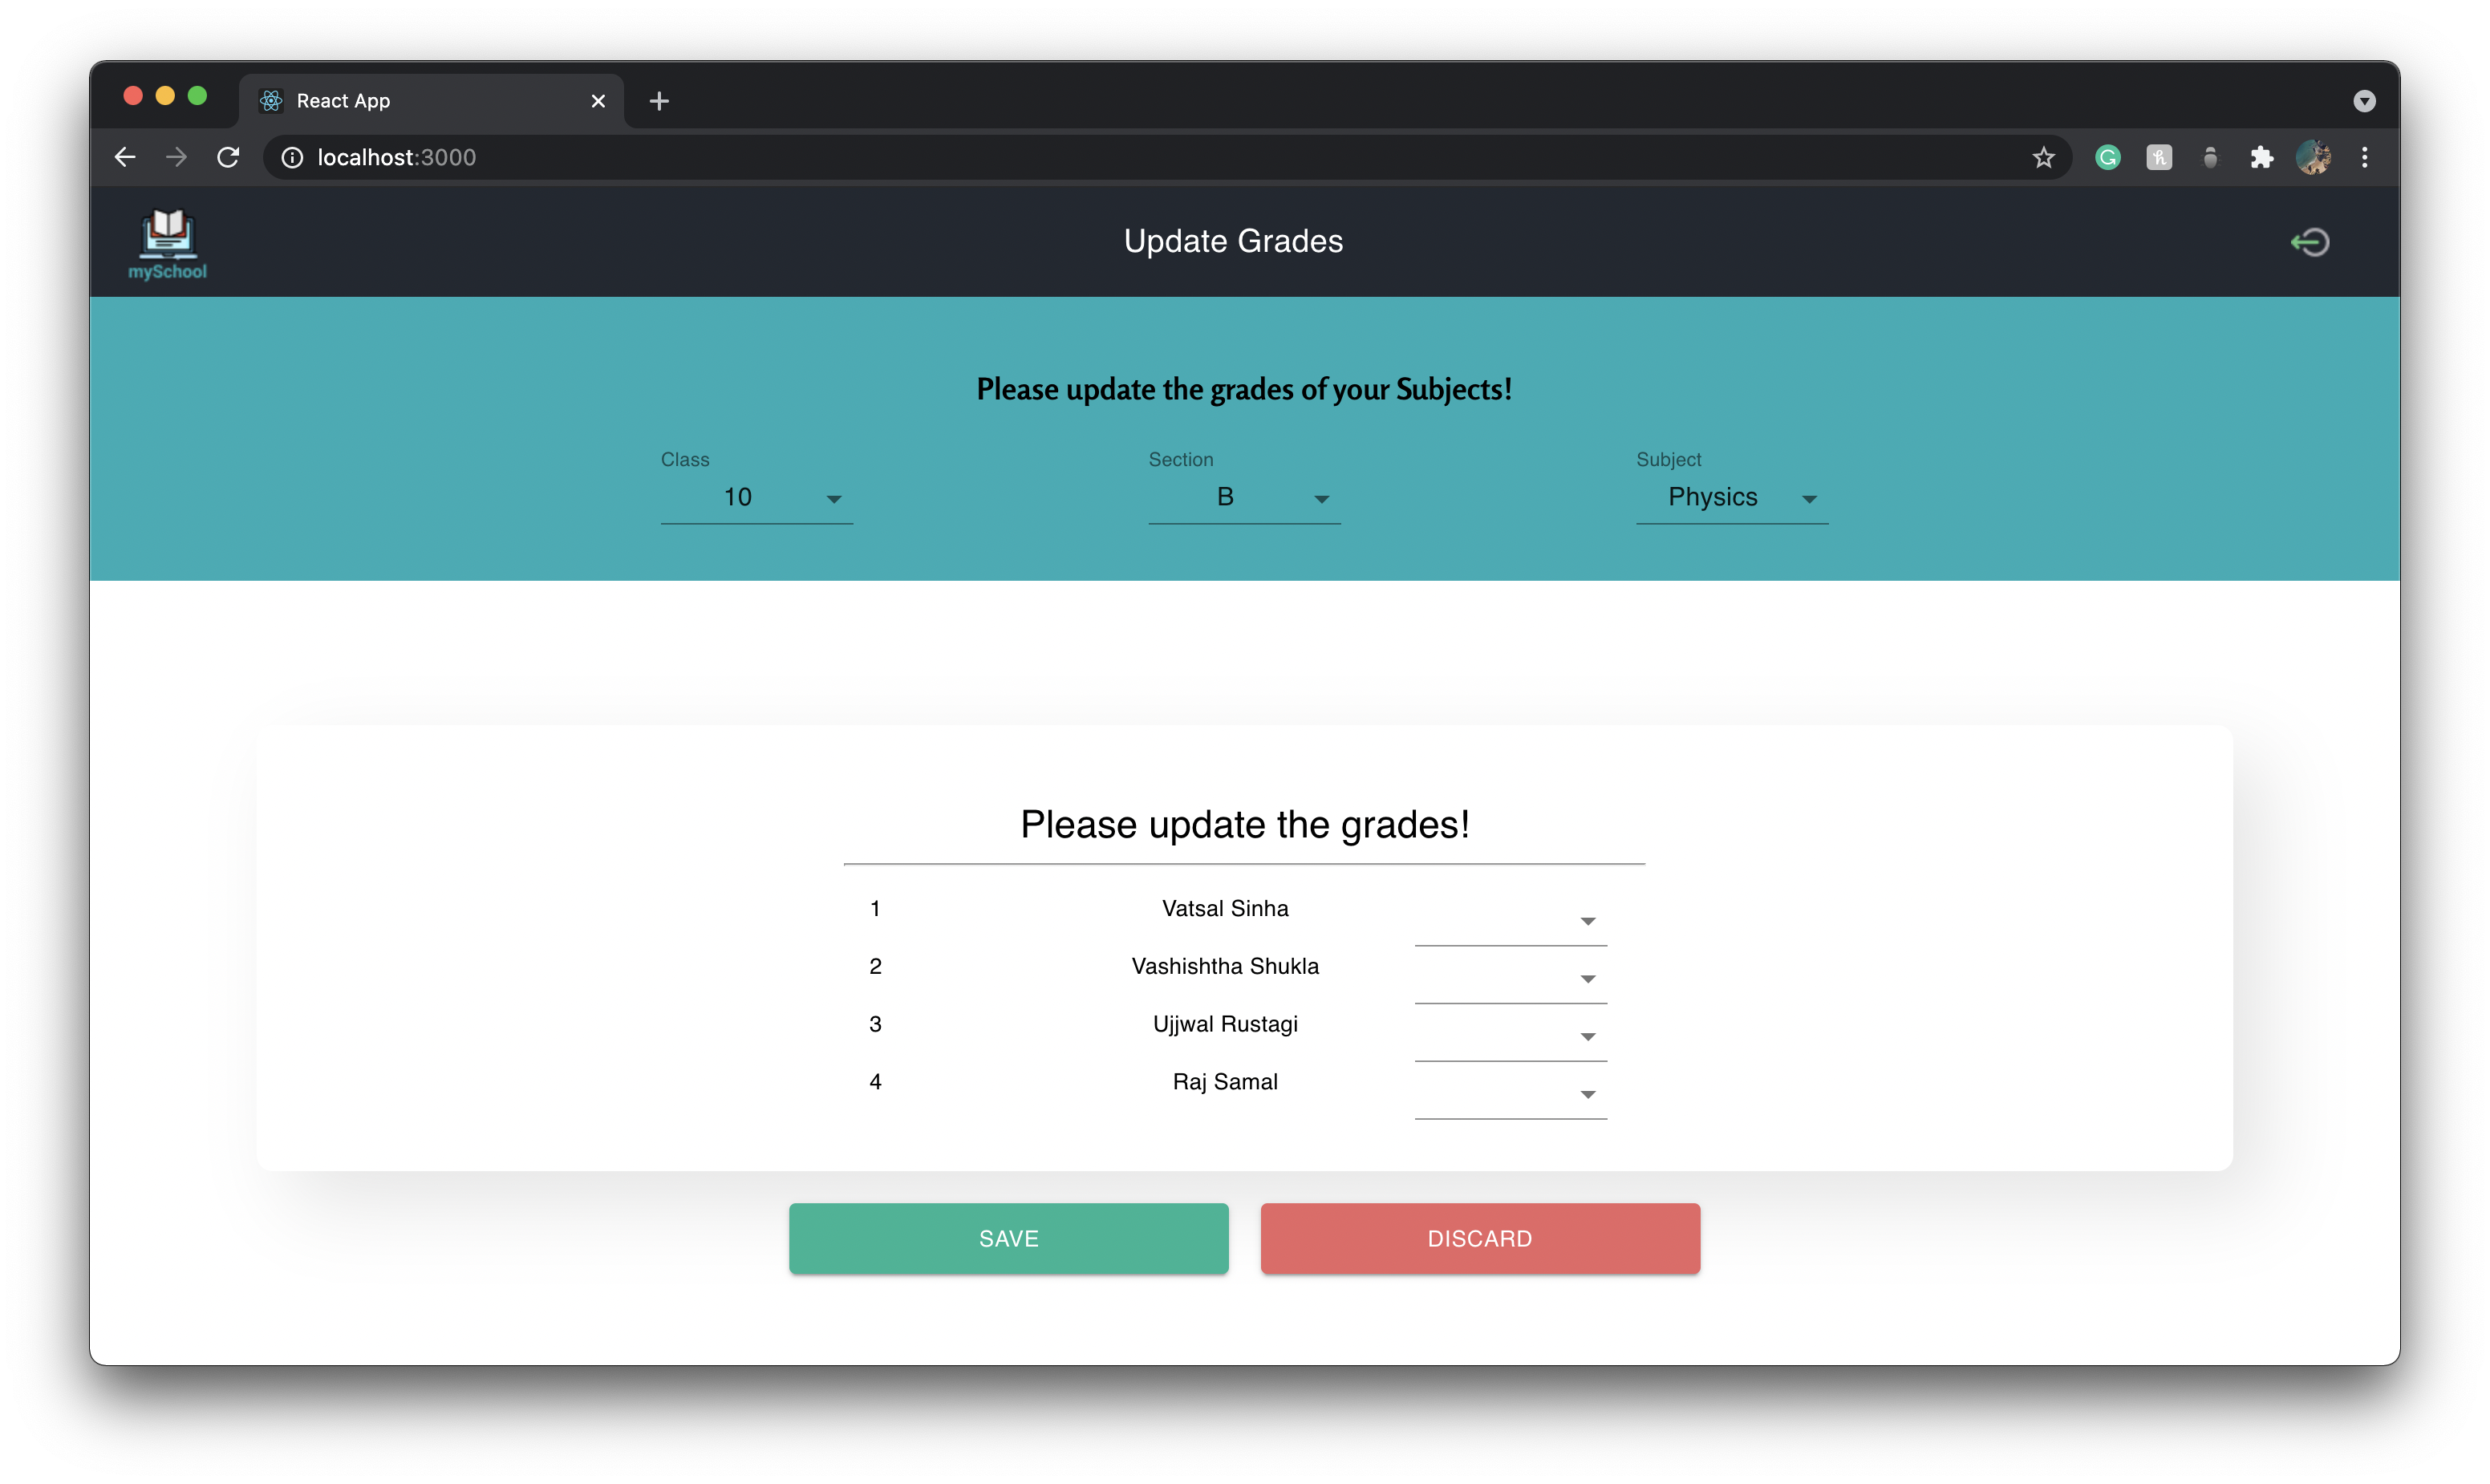 React App
localhost:3000
mySchool
Update Grades
Please update the grades of your Subjects!
Class
Section
Subject
10
B
Physics
Please update the grades!
1 Vatsal Sinha
2 Vashishtha Shukla
3 Ujjwal Rustagi
4 Raj Samal
SAVE
DISCARD